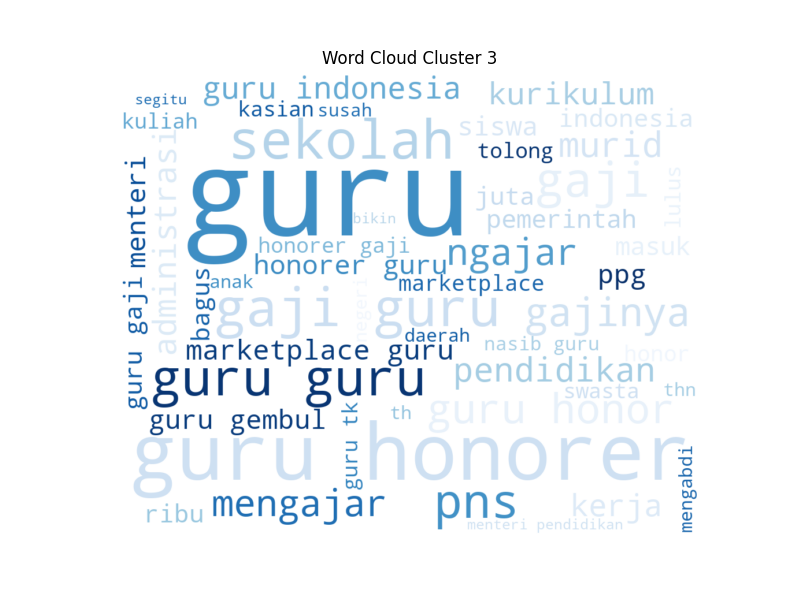 Word Cloud Cluster 3
segitu
guru indonesia
kurikulum
kuliah
kasian
susah
sekolah
siswa
indonesia
tolong
murid
administrasi
menteri
guru
bikin
juta
gaji
lulus
pemerintah
honorer gaji
honorer guru
ngajar
masuk
ppg
guru gaji
bagus
anak
negeri
marketplace
gaji guru
gajinya
daerah
nasib guru
honor
marketplace guru
guru guru
pendidikan
swasta
thn
guru gembul
guru tk
th
guru honor
guru honorer
mengabdi
ribu
mengajar
pns
kerja
menteri pendidikan